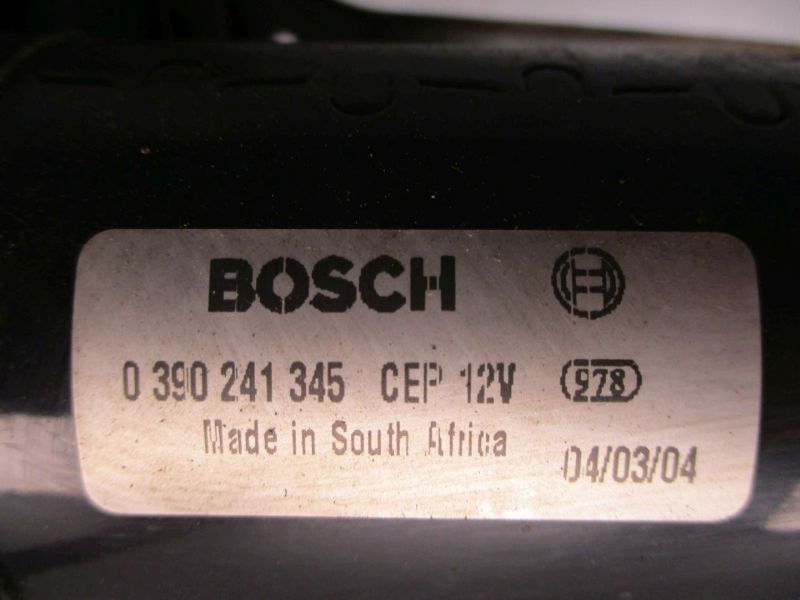 BOSCH
0 390 241 345 CEP 12V 978
Made in South Africa 04/03/04